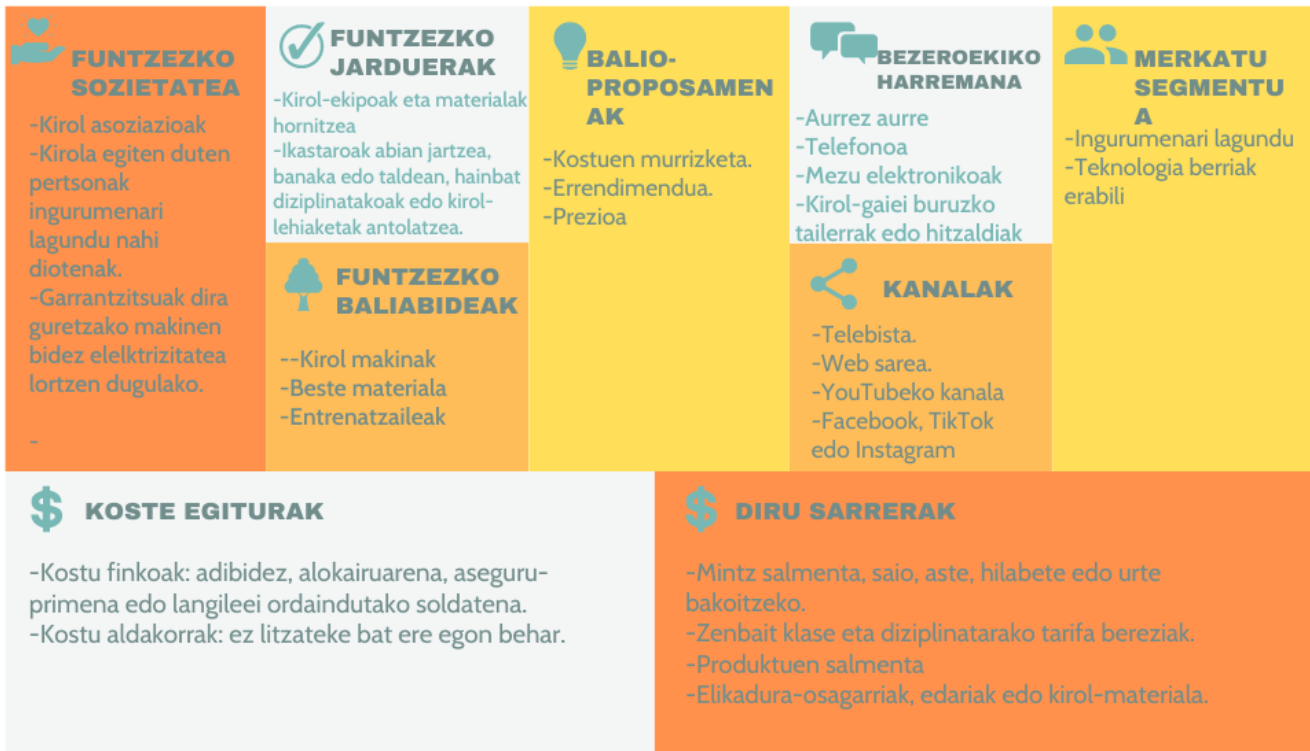 FUNTZEZKO
SOZIETATEA
-Kirol asoziazioak
-Kirola egiten duten
pertsonak
ingurumenari
lagundu nahi
diotenak.
-Garrantzitsuak dira
guretzako makinen
bidez elelktrizitatea
lortzen dugulako.
-
FUNTZEZKO
JARDUERAK
-Kirol-ekipoak eta materialak
hornitzea
-Ikastaroak abian jartzea,
banaka edo taldean, hainbat
diziplinatakoak edo kirol-
lehiaketak antolatzea.
FUNTZEZKO
BALIABIDEAK
--Kirol makinak
-Beste materiala
-Entrenatzaileak
BALIO-
PROPOSAMEN
AK
-Kostuen murrizketa.
-Errendimendua.
-Prezioa
BEZEROEKIKO
HARREMANA
-Aurrez aurre
-Telefonoa
-Mezu elektronikoak
-Kirol-gaiei buruzko
tailerrak edo hitzaldiak
KANALAK
-Telebista.
-Web sarea.
-YouTubeko kanala
-Facebook, TikTok
edo Instagram
MERKATU
SEGMENTU
A
-Ingurumenari lagundu
-Teknologia berriak
erabili
KOSTE EGITURAK
-Kostu finkoak: adibidez, alokairuarena, aseguru-
primena edo langileei ordaindutako soldatena.
-Kostu aldakorrak: ez litzateke bat ere egon behar.
DIRU SARRERAK
-Mintz salmenta, saio, aste, hilabete edo urte
bakoitzeko.
-Zenbait klase eta diziplinatarako tarifa bereziak.
-Produktuen salmenta
-Elikadura-osagarriak, edariak edo kirol-materiala.